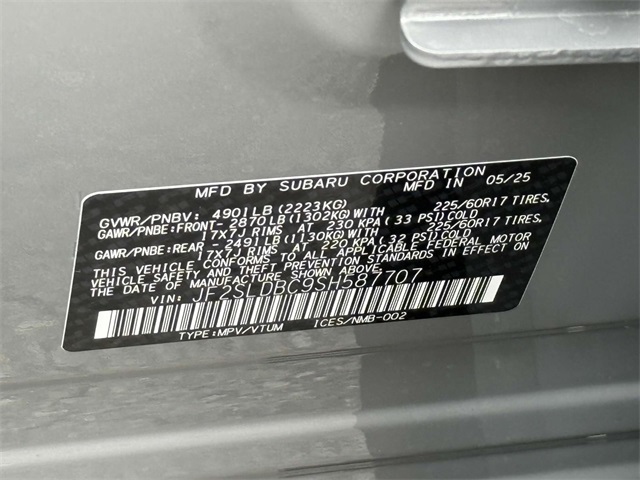 MFD BY SUBARU CORPORATION MFD IN 05/25
GVWR/PNBV: 4901LB(2223KG)
GAWR/PNBE:FRONT- 2870LB(1302KG)WITH 225/60R17 TIRES,
17X7J RIMS AT 230 KPA(33 PSI)COLD
GAWR/PNBE:REAR - 2491LB(1130KG)WITH 225/60R17 TIRES,
17X7J RIMS AT 220 KPA(32 PSI)COLD
THIS VEHICLE CONFORMS TO ALL APPLICABLE FEDERAL MOTOR
VEHICLE SAFETY AND THEFT PREVENTION STANDARDS IN EFFECT ON
THE DATE OF MANUFACTURE SHOWN ABOVE.
VIN: JF2SLDBC9SH587707
TYPE:MPV/VTUM ICES/NMB-002